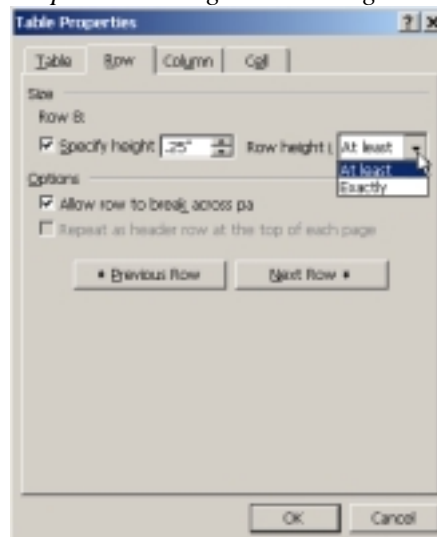 Table Properties
Table Row Column Cell
Size
Row 8:
Specify height .25" Row height i At least
At least
Exactly
Options
Allow row to break across pa
Repeat as header row at the top of each page
Previous Row Next Row
OK Cancel